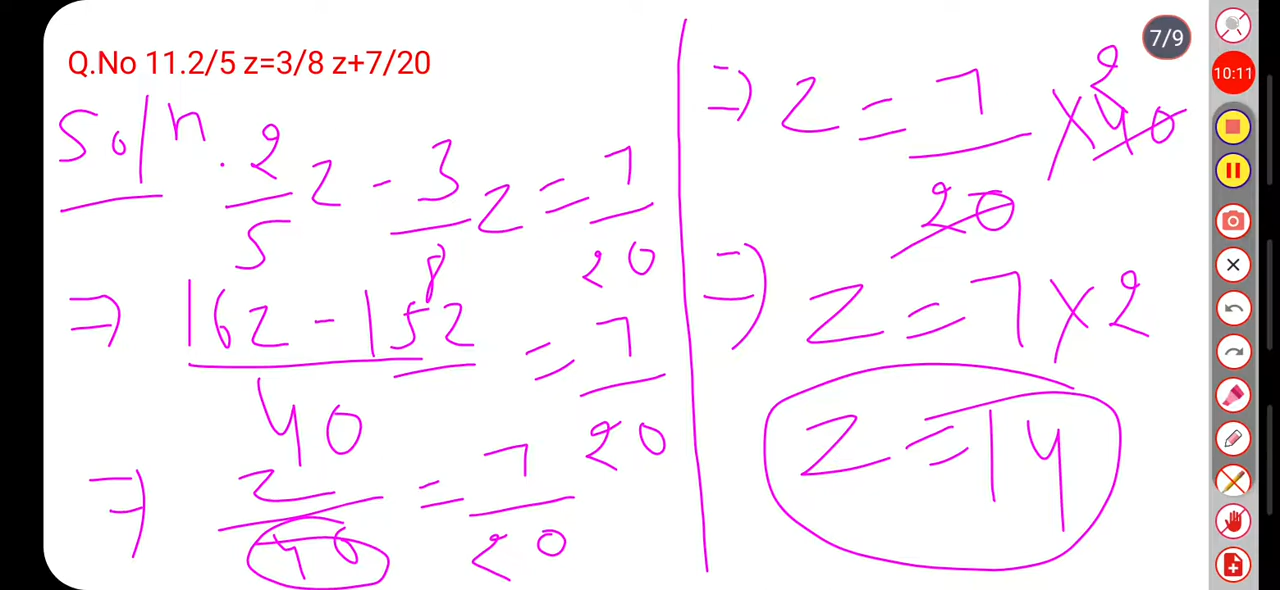 Q.No 11.2/5 z=3/8 z+7/20
Soln. 2/5 z - 3/8 z = 7/20
⇒ 16z - 15z / 40 = 7/20
⇒ z/40 = 7/20
⇒ z = 7/20 × 40 2
⇒ z = 7 × 2
z = 14
7/9
10:11